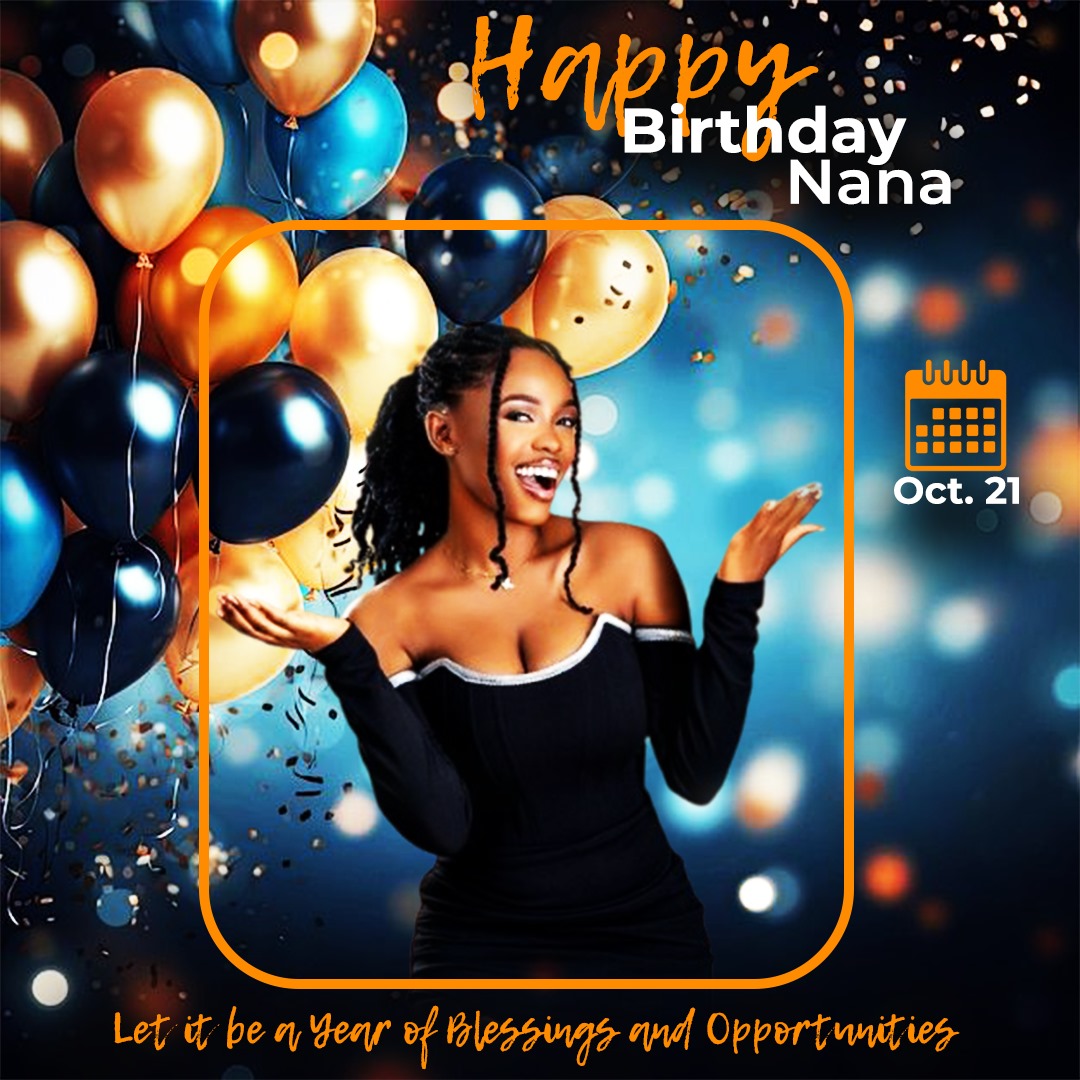 Happy
Birthday
Nana
Oct. 21
Let it be a Year of Blessings and Opportunities